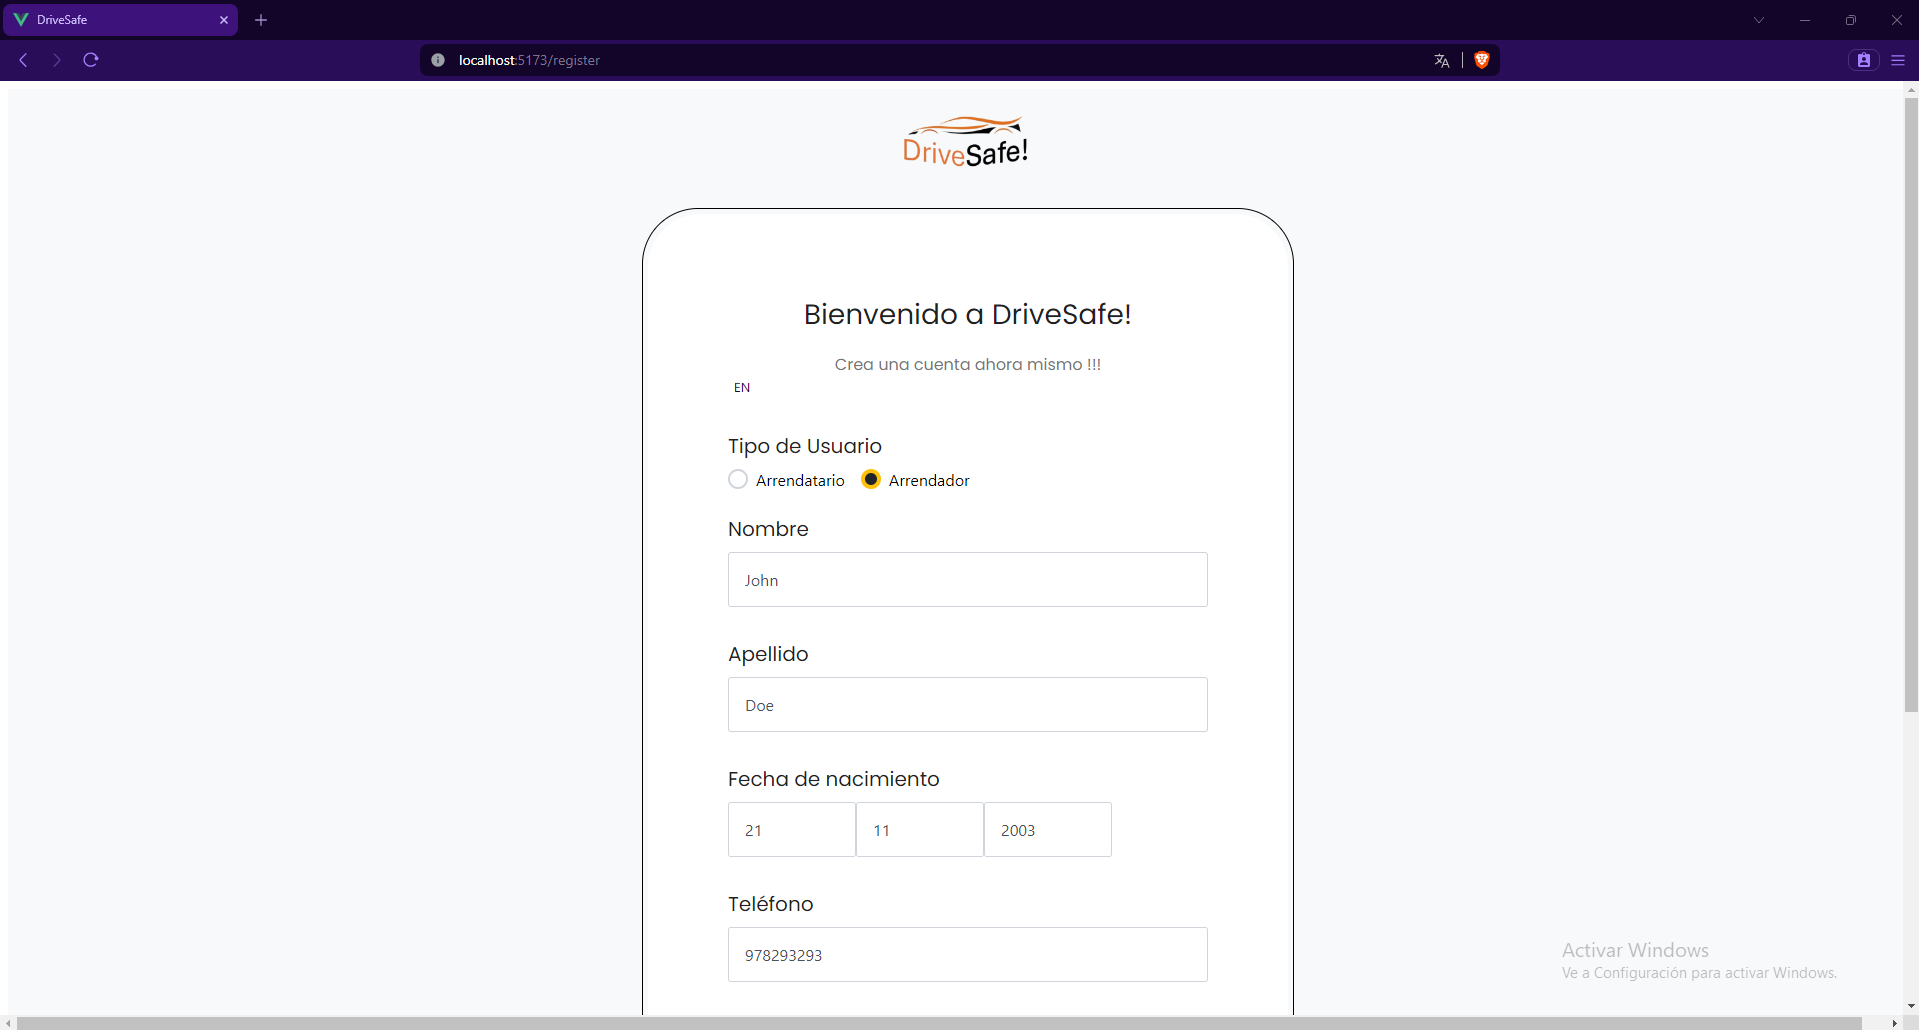 DriveSafe
localhost:5173/register
DriveSafe!
Bienvenido a DriveSafe!
Crea una cuenta ahora mismo !!!
EN
Tipo de Usuario
Arrendatario Arrendador
Nombre
John
Apellido
Doe
Fecha de nacimiento
21 11 2003
Teléfono
978293293
Activar Windows
Ve a Configuración para activar Windows.